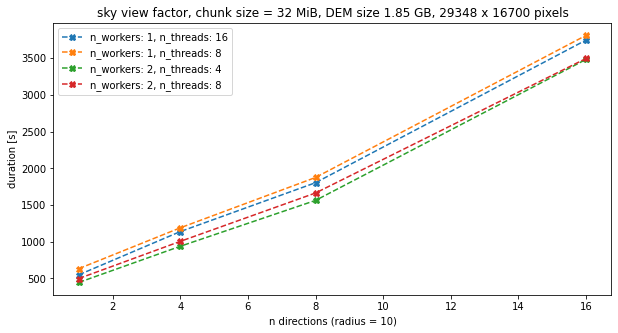 sky view factor, chunk size = 32 MiB, DEM size 1.85 GB, 29348 x 16700 pixels
n_workers: 1, n_threads: 16
n_workers: 1, n_threads: 8
n_workers: 2, n_threads: 4
n_workers: 2, n_threads: 8
duration [s]
3500
3000
2500
2000
1500
1000
500
2 4 6 8 10 12 14 16
n directions (radius = 10)